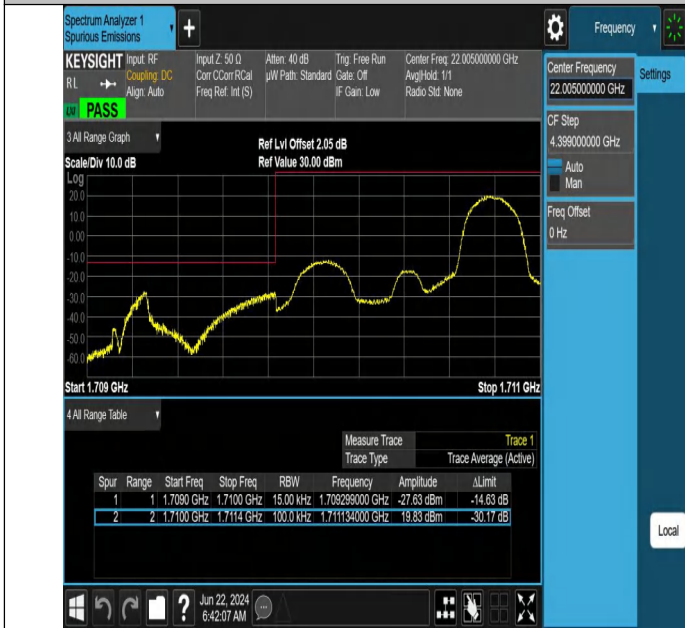 Spectrum Analyzer 1
Spurious Emissions
Frequency
KEYSIGHT
Input: RF
Coupling: DC
Align: Auto
Input Z: 50 Ω
Corr CCorr RCal
Freq Ref: Int (S)
Atten: 40 dB
µW Path: Standard
Trig: Free Run
Gate: Off
IF Gain: Low
Center Freq: 22.005000000 GHz
Avg|Hold: 1/1
Radio Std: None
RL
PASS
Center Frequency
22.005000000 GHz
Settings
CF Step
4.399000000 GHz
Auto
Man
Freq Offset
0 Hz
3 All Range Graph
Ref Lvl Offset 2.05 dB
Scale/Div 10.0 dB
Ref Value 30.00 dBm
Log
20.0
10.0
0.00
-10.0
-20.0
-30.0
-40.0
-50.0
-60.0
Start 1.709 GHz
Stop 1.711 GHz
4 All Range Table
Measure Trace Trace 1
Trace Type Trace Average (Active)
Spur Range Start Freq Stop Freq RBW Frequency Amplitude ΔLimit
1 1 1.7090 GHz 1.7100 GHz 15.00 kHz 1.709299000 GHz -27.63 dBm -14.63 dB
2 2 1.7100 GHz 1.7114 GHz 100.0 kHz 1.711134000 GHz 19.83 dBm -30.17 dB
Local
?
Jun 22, 2024
6:42:07 AM